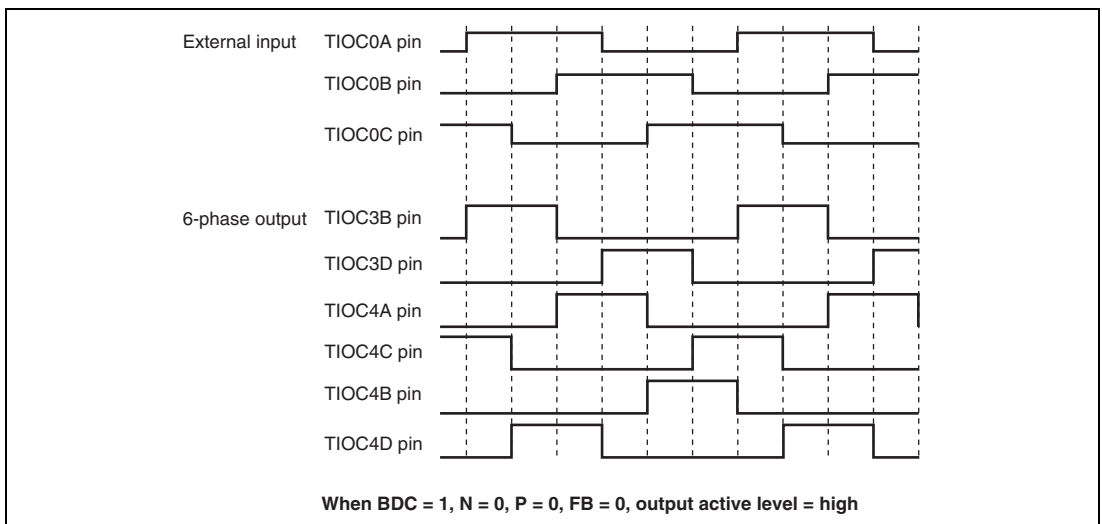 External input TIOC0A pin
TIOC0B pin
TIOC0C pin
6-phase output TIOC3B pin
TIOC3D pin
TIOC4A pin
TIOC4C pin
TIOC4B pin
TIOC4D pin
When BDC = 1, N = 0, P = 0, FB = 0, output active level = high